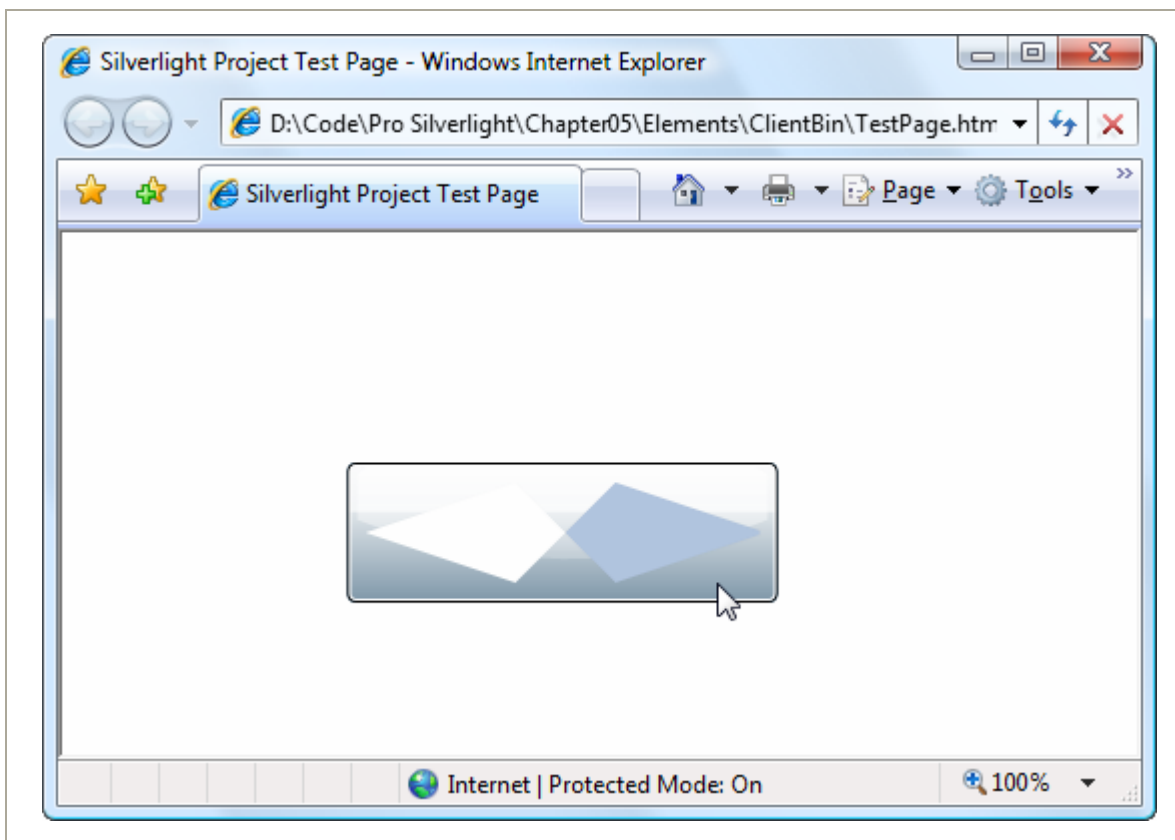 Silverlight Project Test Page - Windows Internet Explorer
D:\Code\Pro Silverlight\Chapter05\Elements\ClientBin\TestPage.htm
Silverlight Project Test Page
Page
Tools
»
Internet | Protected Mode: On
100%